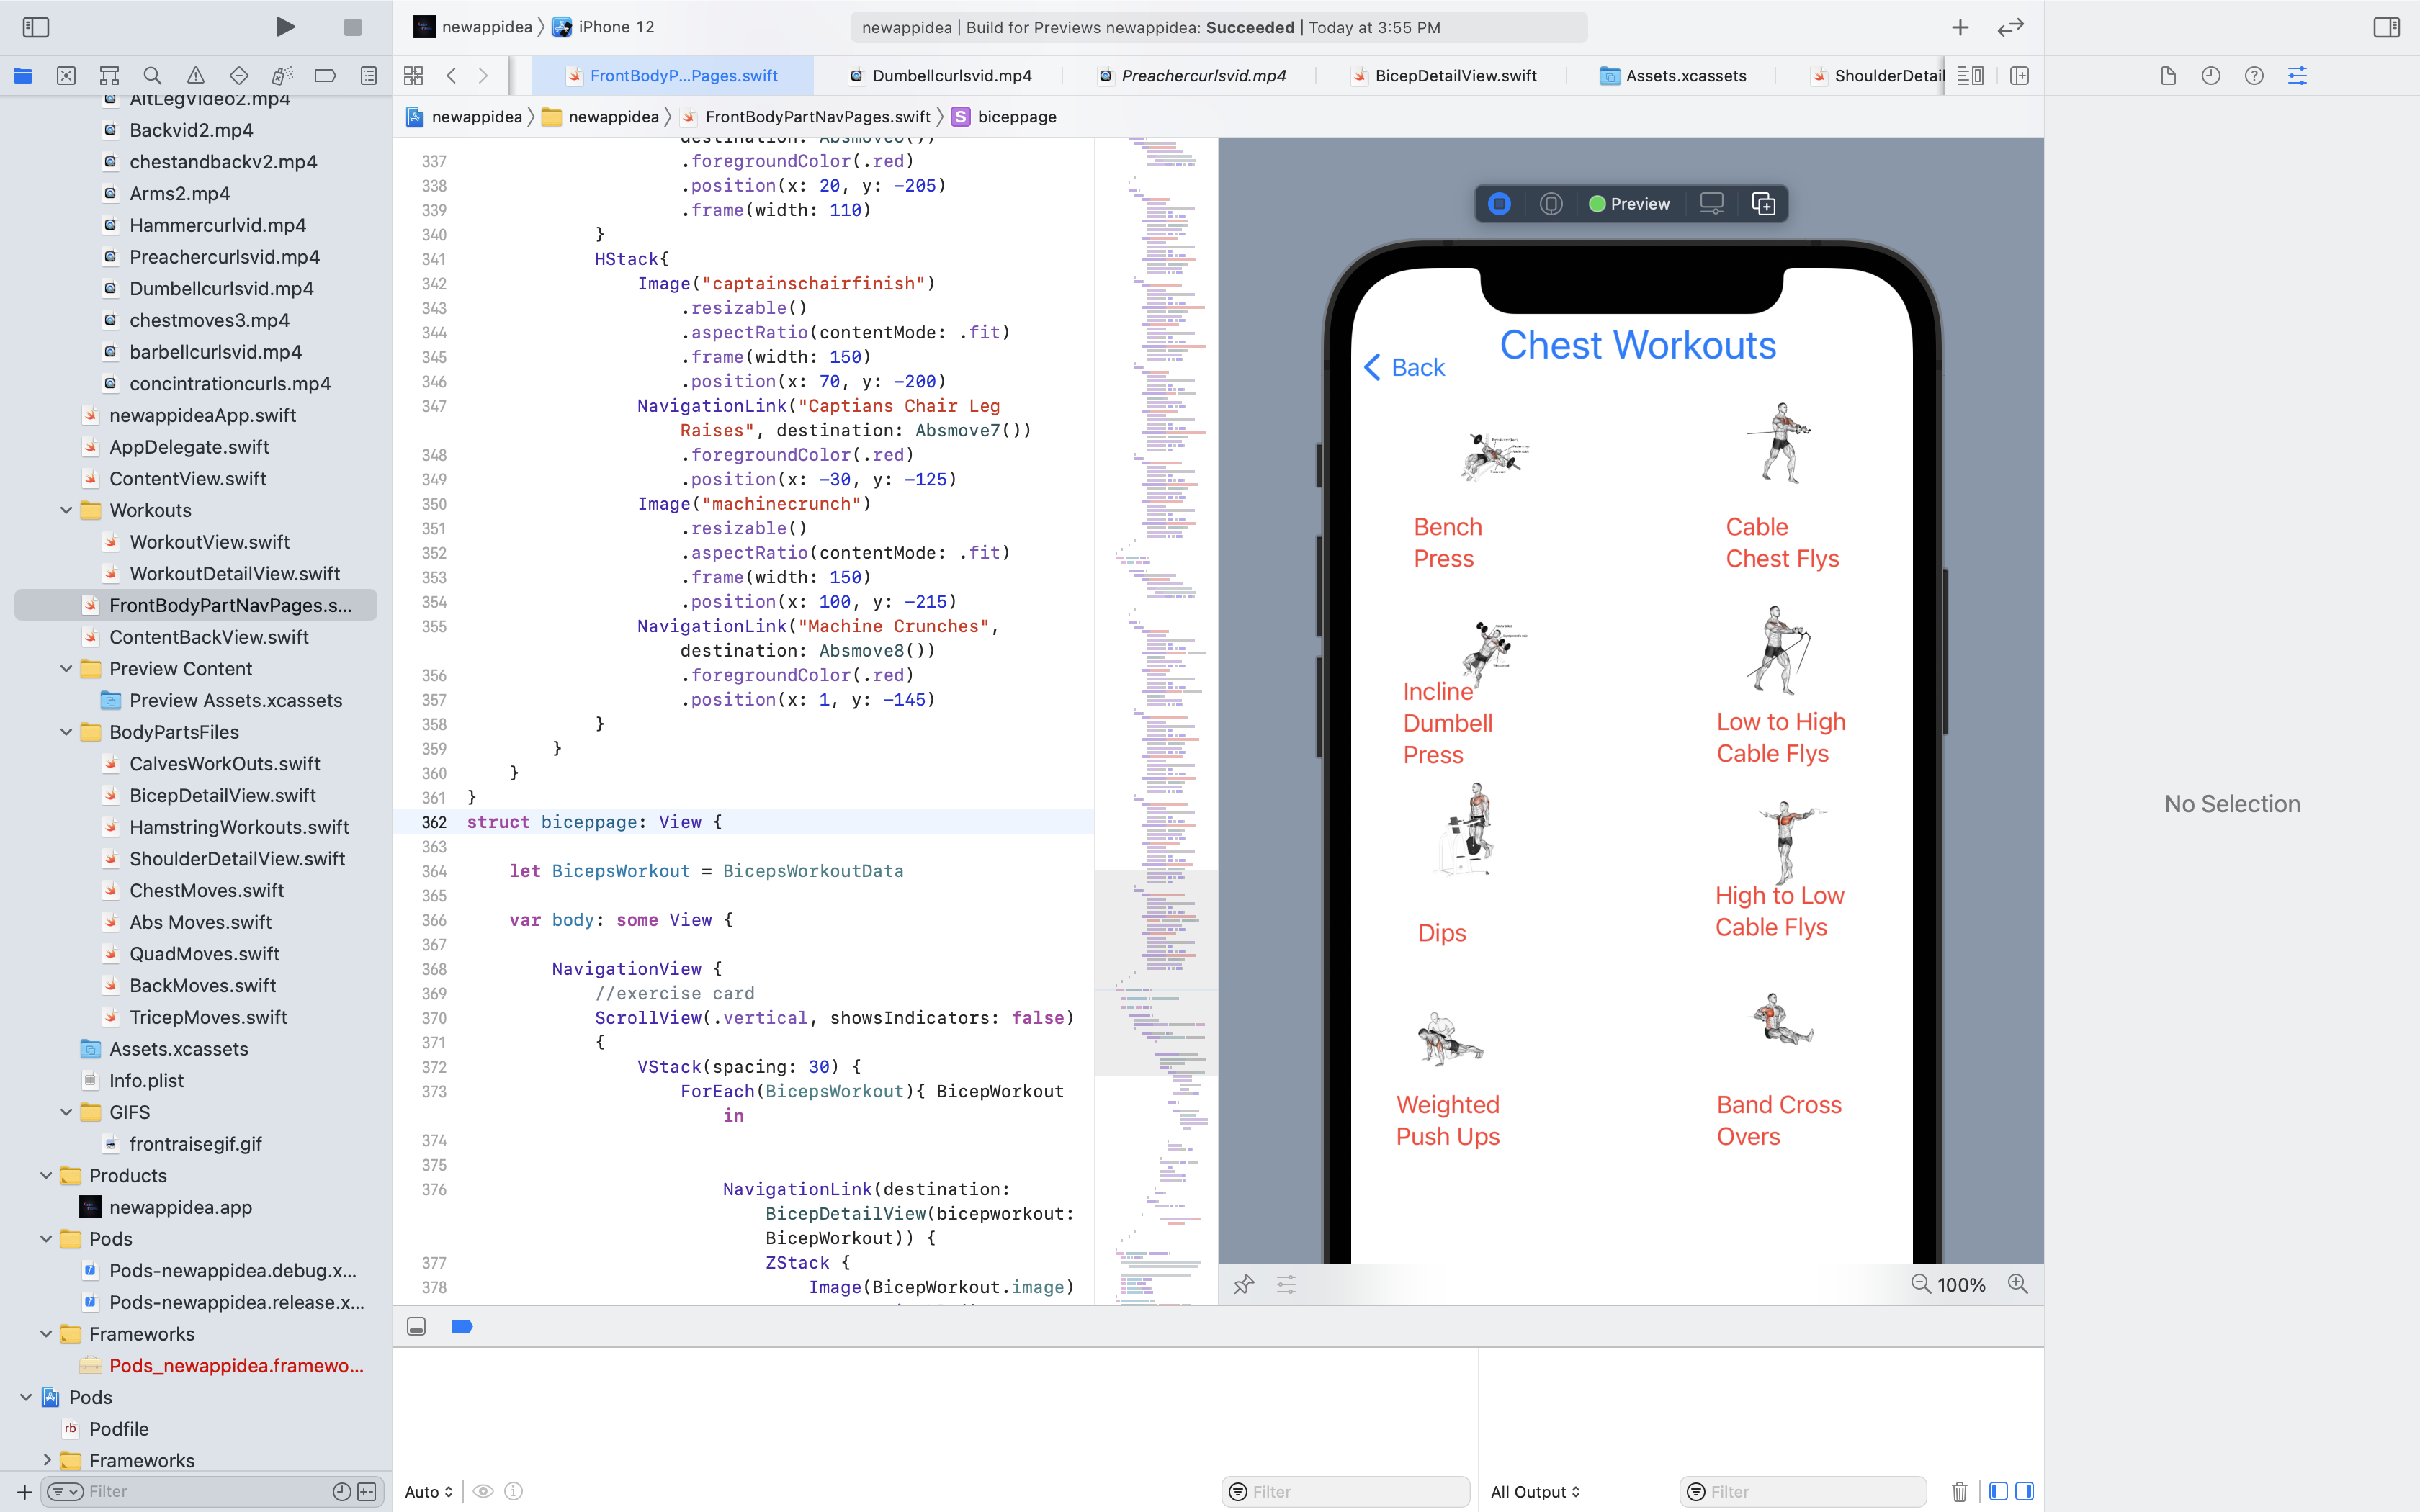 newappidea
iPhone 12
newappidea | Build for Previews newappidea: Succeeded | Today at 3:55 PM
FrontBodyP...Pages.swift
Dumbellcurlsvid.mp4
Preachercurlsvid.mp4
BicepDetailView.swift
Assets.xcassets
ShoulderDetail
newappidea
newappidea
FrontBodyPartNavPages.swift
S biceppage
AltLegVideo2.mp4
Backvid2.mp4
chestandbackv2.mp4
Arms2.mp4
Hammercurlvid.mp4
Preachercurlsvid.mp4
Dumbellcurlsvid.mp4
chestmoves3.mp4
barbellcurlsvid.mp4
concintrationcurls.mp4
newappideaApp.swift
AppDelegate.swift
ContentView.swift
Workouts
WorkoutView.swift
WorkoutDetailView.swift
FrontBodyPartNavPages.s...
ContentBackView.swift
Preview Content
Preview Assets.xcassets
BodyPartsFiles
CalvesWorkOuts.swift
BicepDetailView.swift
HamstringWorkouts.swift
ShoulderDetailView.swift
ChestMoves.swift
Abs Moves.swift
QuadMoves.swift
BackMoves.swift
TricepMoves.swift
Assets.xcassets
Info.plist
GIFS
frontraisegif.gif
Products
newappidea.app
Pods
Pods-newappidea.debug.x...
Pods-newappidea.release.x...
Frameworks
Pods_newappidea.framewo...
Pods
rb Podfile
Frameworks
Filter
destination: Absmove6())
337 .foregroundColor(.red)
338 .position(x: 20, y: -205)
339 .frame(width: 110)
340 }
341 HStack{
342 Image("captainschairfinish")
343 .resizable()
344 .aspectRatio(contentMode: .fit)
345 .frame(width: 150)
346 .position(x: 70, y: -200)
347 NavigationLink("Captians Chair Leg
Raises", destination: Absmove7())
348 .foregroundColor(.red)
349 .position(x: -30, y: -125)
350 Image("machinecrunch")
351 .resizable()
352 .aspectRatio(contentMode: .fit)
353 .frame(width: 150)
354 .position(x: 100, y: -215)
355 NavigationLink("Machine Crunches",
destination: Absmove8())
356 .foregroundColor(.red)
357 .position(x: 1, y: -145)
358 }
359 }
360 }
361 }
362 struct biceppage: View {
363
364 let BicepsWorkout = BicepsWorkoutData
365
366 var body: some View {
367
368 NavigationView {
369 //exercise card
370 ScrollView(.vertical, showsIndicators: false)
371 {
372 VStack(spacing: 30) {
373 ForEach(BicepsWorkout){ BicepWorkout
in
374
375
376 NavigationLink(destination:
BicepDetailView(bicepworkout:
BicepWorkout)) {
377 ZStack {
378 Image(BicepWorkout.image)
Preview
Chest Workouts
Back
Bench
Press
Cable
Chest Flys
Incline
Dumbell
Press
Low to High
Cable Flys
Dips
High to Low
Cable Flys
Weighted
Push Ups
Band Cross
Overs
100%
No Selection
Auto
Filter
All Output
Filter